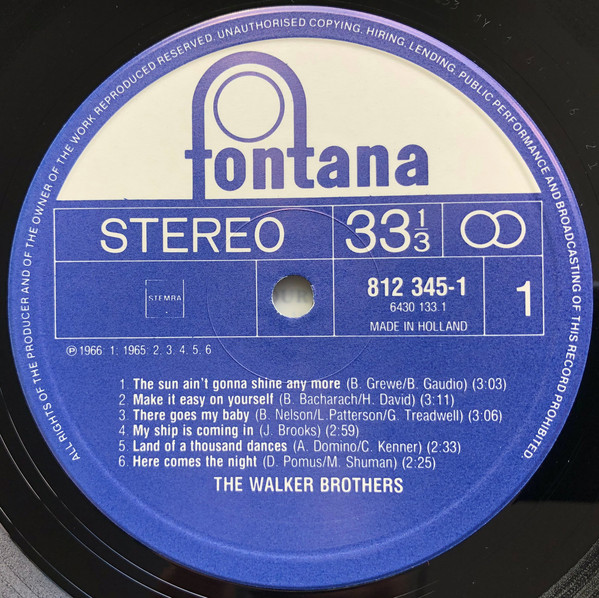 ALL RIGHTS OF THE PRODUCER AND OF THE OWNER OF THE WORK REPRODUCED RESERVED. UNAUTHORISED COPYING, HIRING, LENDING, PUBLIC PERFORMANCE AND BROADCASTING OF THIS RECORD PROHIBITED.
fontana
STEREO
33 1/3
812 345-1
6430 133.1
MADE IN HOLLAND
1
STEMRA
℗ 1966: 1. 1965: 2. 3. 4. 5. 6
1 The sun ain't gonna shine any more (B. Grewe/B. Gaudio) (3:03)
2 Make it easy on yourself (B. Bacharach/H. David) (3:11)
3 There goes my baby (B. Nelson/L.Patterson/G. Treadwell) (3:06)
4 My ship is coming in (J. Brooks) (2:59)
5 Land of a thousand dances (A. Domino/C. Kenner) (2:33)
6 Here comes the night (D. Pomus/M. Shuman) (2:25)
THE WALKER BROTHERS